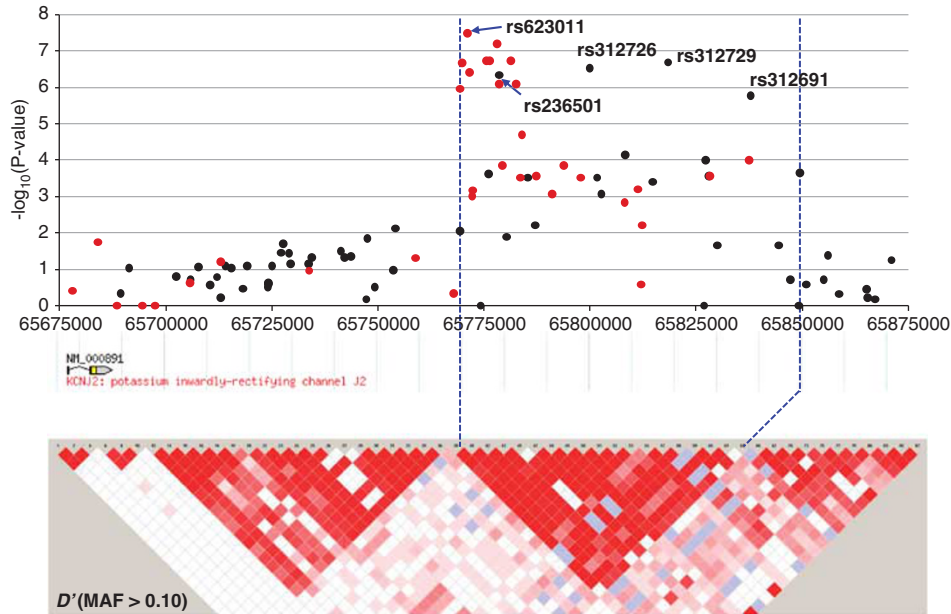 8
7
6
5
4
3
2
1
0
-log10(P-value)
rs623011
rs312726
rs312729
rs312691
rs236501
65675000
65700000
65725000
65750000
65775000
65800000
65825000
65850000
65875000
NM_000891
KCNJ2: potassium inwardly-rectifying channel J2
D'(MAF > 0.10)